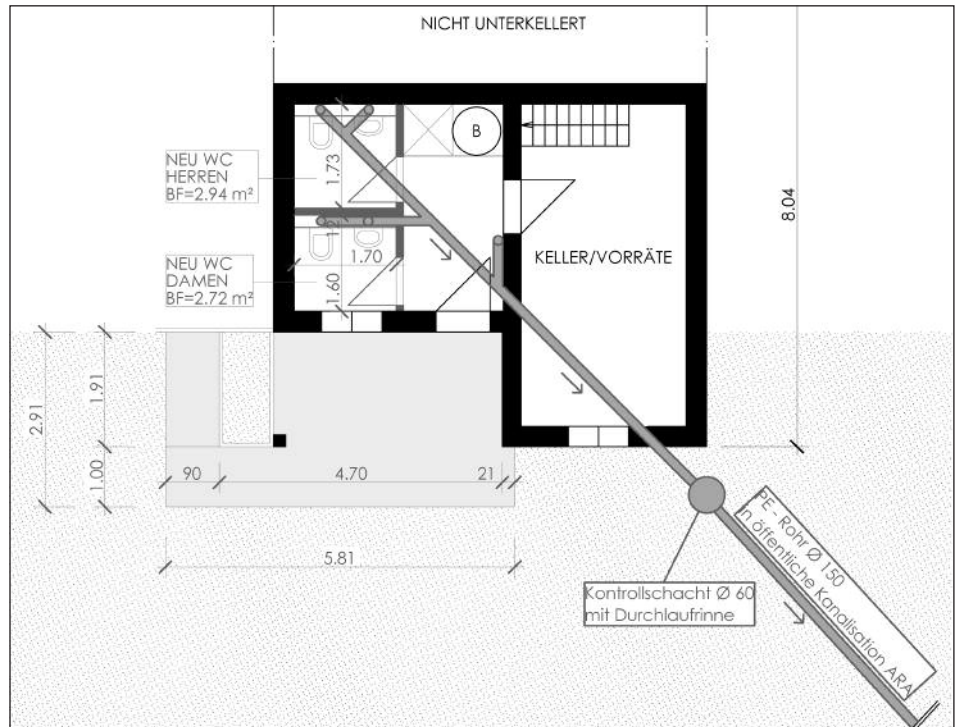 NICHT UNTERKELLERT
B
NEU WC
HERREN
BF=2.94 m²
1.73
8.04
KELLER/VORRÄTE
1.70
NEU WC
DAMEN
BF=2.72 m²
1.60
2.91
1.91
1.00
90
4.70
21
5.81
PE - Rohr Ø 150
in öffentliche Kanalisation ARA
Kontrollschacht Ø 60
mit Durchlaufrinne